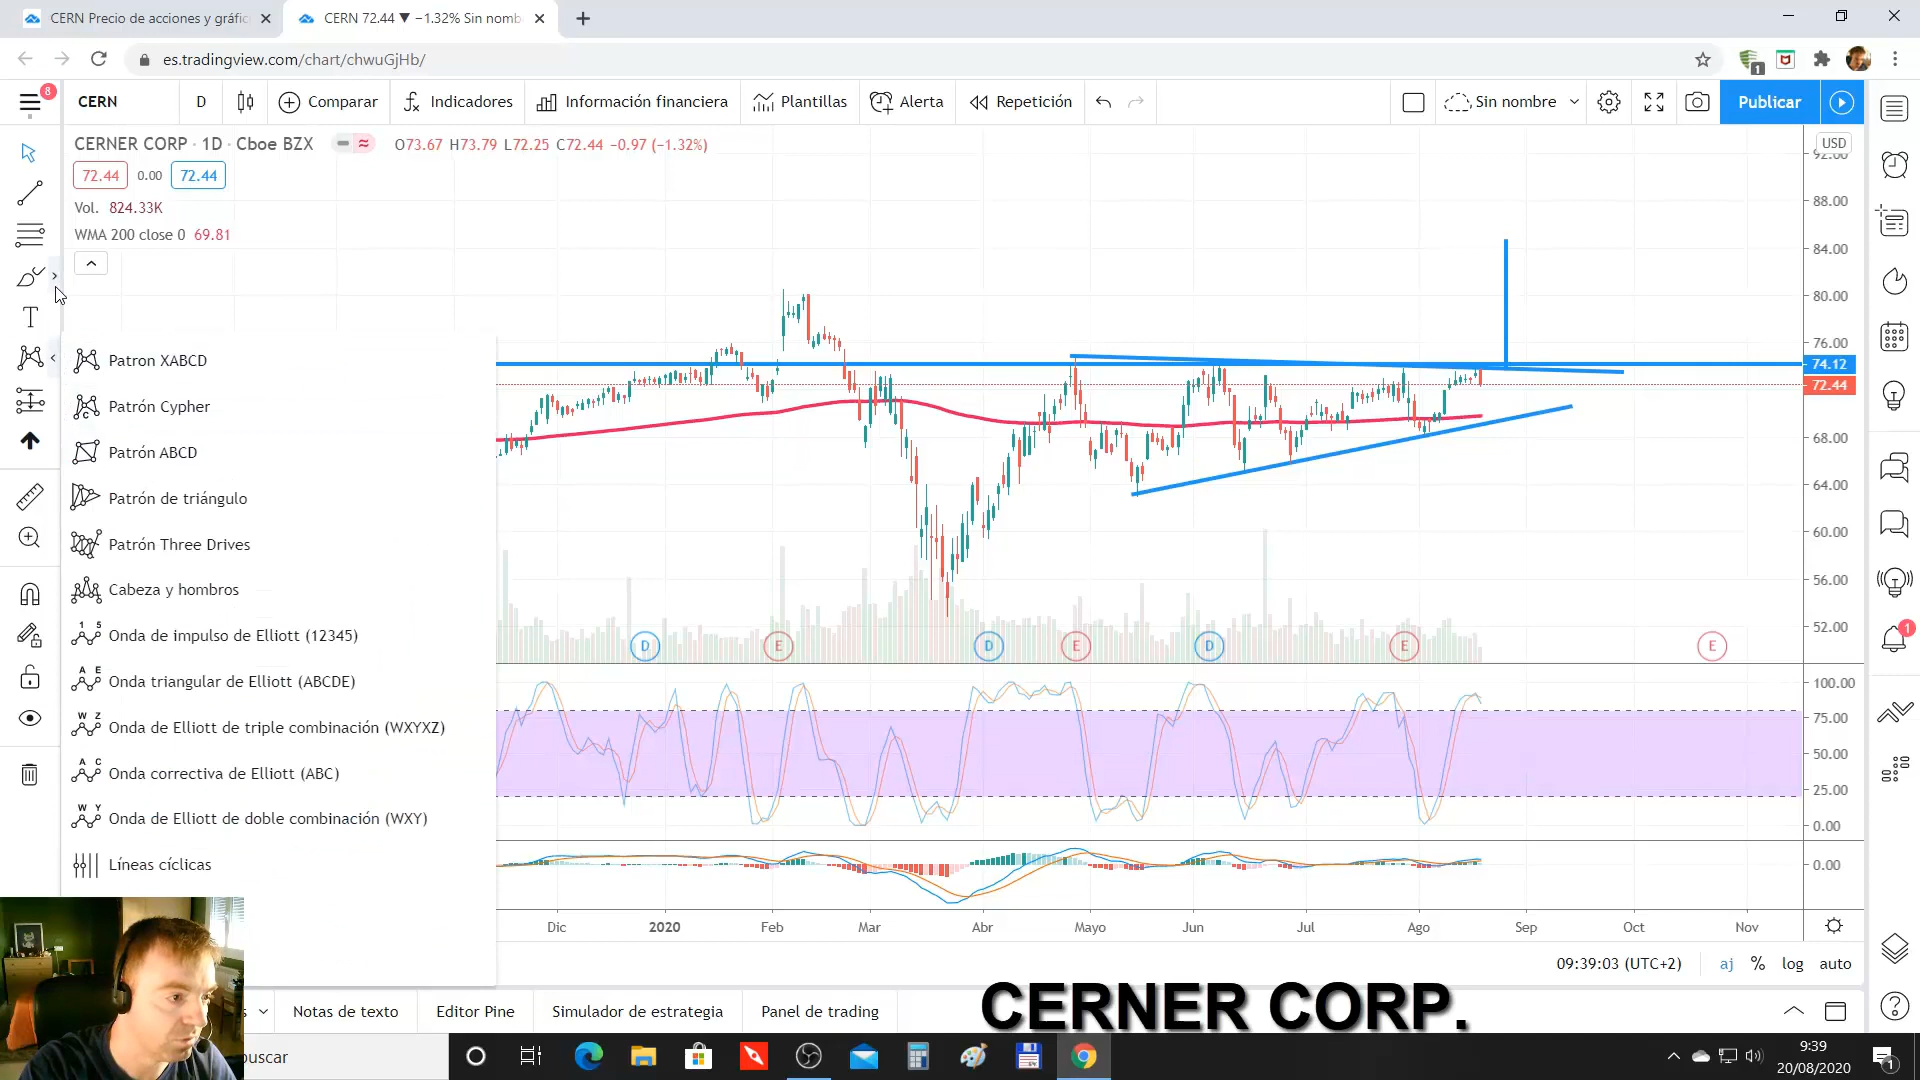 CERN Precio de acciones y gráfic
CERN 72.44 ▼ −1.32% Sin nomb
es.tradingview.com/chart/chwuGjHb/
1
8
CERN D Comparar Indicadores Información financiera Plantillas Alerta Repetición Sin nombre Publicar
CERNER CORP · 1D · Cboe BZX O73.67 H73.79 L72.25 C72.44 −0.97 (−1.32%)
72.44 0.00 72.44
Vol. 824.33K
WMA 200 close 0 69.81
USD
92.00
88.00
84.00
80.00
76.00
74.12
72.44
68.00
64.00
60.00
56.00
52.00
100.00
75.00
50.00
25.00
0.00
0.00
Patron XABCD
Patrón Cypher
Patrón ABCD
Patrón de triángulo
Patrón Three Drives
Cabeza y hombros
Onda de impulso de Elliott (12345)
Onda triangular de Elliott (ABCDE)
Onda de Elliott de triple combinación (WXYXZ)
Onda correctiva de Elliott (ABC)
Onda de Elliott de doble combinación (WXY)
Líneas cíclicas
D E D E D E E
Dic 2020 Feb Mar Abr Mayo Jun Jul Ago Sep Oct Nov
09:39:03 (UTC+2) aj % log auto
Notas de texto Editor Pine Simulador de estrategia Panel de trading
CERNER CORP.
buscar
9:39
20/08/2020
1
1